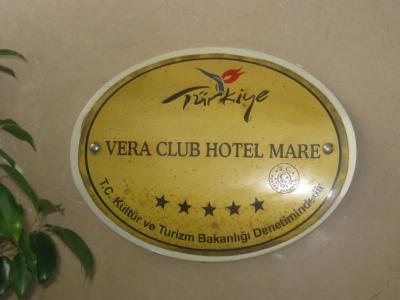 Türkiye
VERA CLUB HOTEL MARE
T.C. Kültür ve Turizm Bakanlığı Denetimindedir